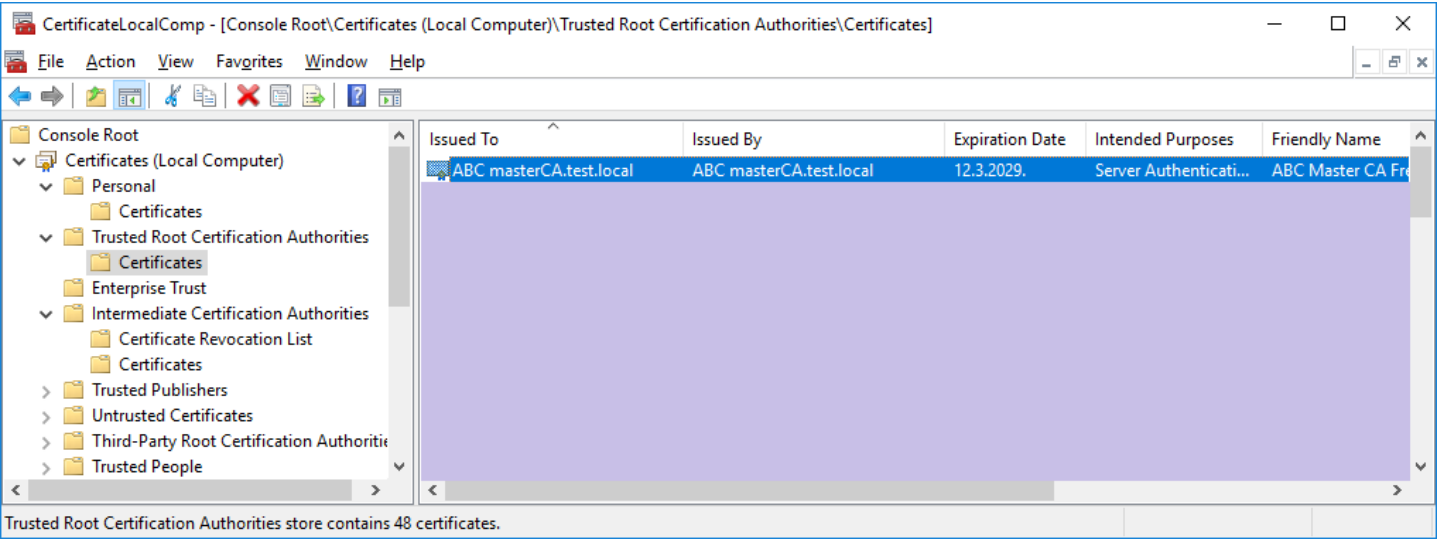 CertificateLocalComp - [Console Root\Certificates (Local Computer)\Trusted Root Certification Authorities\Certificates]
File Action View Favorites Window Help
Console Root
Certificates (Local Computer)
Personal
Certificates
Trusted Root Certification Authorities
Certificates
Enterprise Trust
Intermediate Certification Authorities
Certificate Revocation List
Certificates
Trusted Publishers
Untrusted Certificates
Third-Party Root Certification Authoritie
Trusted People
Issued To Issued By Expiration Date Intended Purposes Friendly Name
ABC masterCA.test.local ABC masterCA.test.local 12.3.2029. Server Authenticati... ABC Master CA Fre
Trusted Root Certification Authorities store contains 48 certificates.